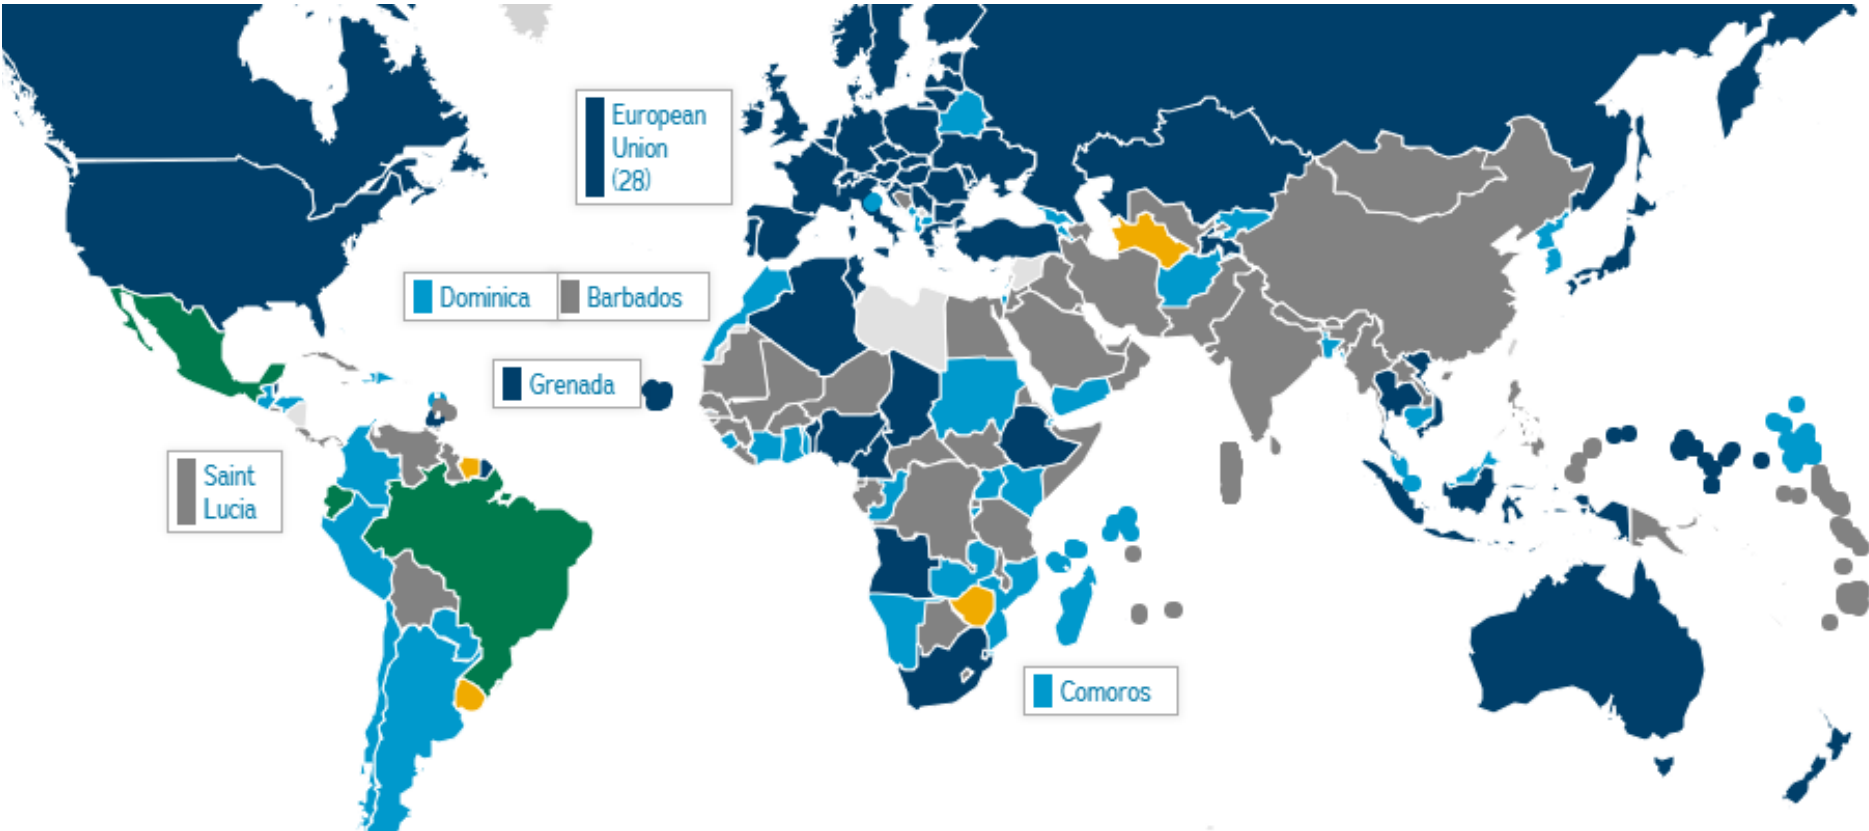 European
Union
(28)
Dominica
Barbados
Grenada
Saint
Lucia
Comoros